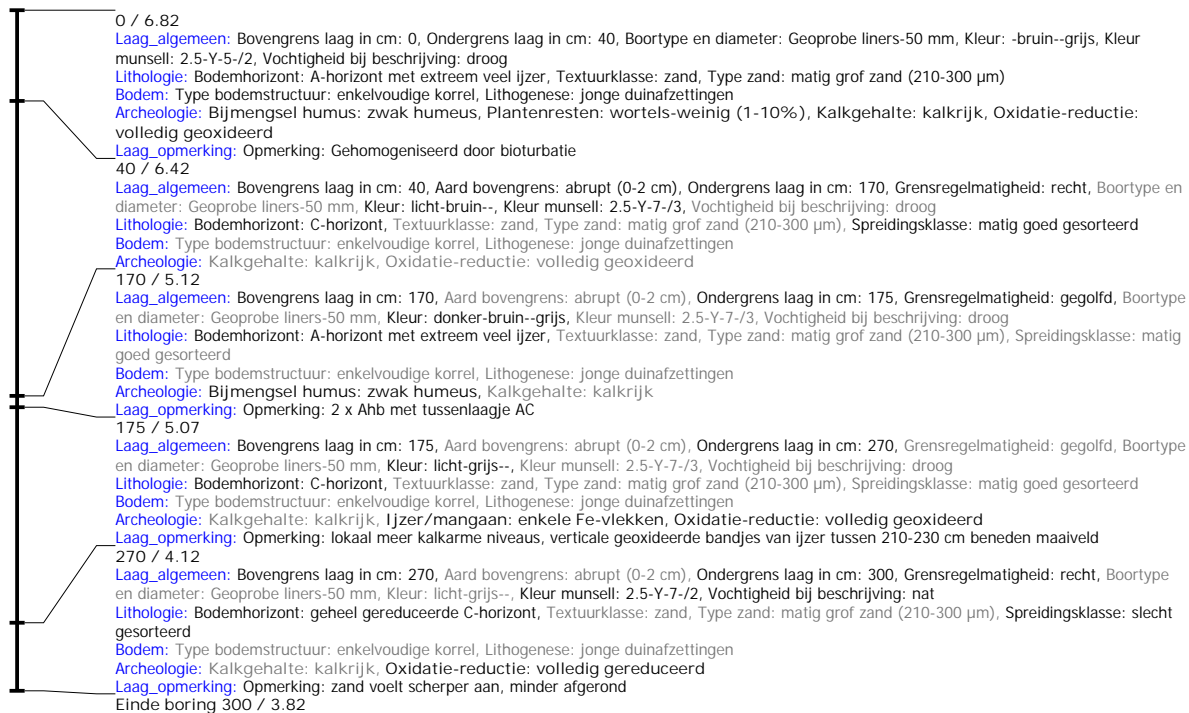 0 / 6.82
Laag_algemeen: Bovengrens laag in cm: 0, Ondergrens laag in cm: 40, Boortype en diameter: Geoprobe liners-50 mm, Kleur: -bruin--grijs, Kleur
munsell: 2.5-Y-5-/2, Vochtigheid bij beschrijving: droog
Lithologie: Bodemhorizont: A-horizont met extreem veel ijzer, Textuurklasse: zand, Type zand: matig grof zand (210-300 µm)
Bodem: Type bodemstructuur: enkelvoudige korrel, Lithogenese: jonge duinafzettingen
Archeologie: Bijmengsel humus: zwak humeus, Plantenresten: wortels-weinig (1-10%), Kalkgehalte: kalkrijk, Oxidatie-reductie:
volledig geoxideerd
Laag_opmerking: Opmerking: Gehomogeniseerd door bioturbatie
40 / 6.42
Laag_algemeen: Bovengrens laag in cm: 40, Aard bovengrens: abrupt (0-2 cm), Ondergrens laag in cm: 170, Grensregelmatigheid: recht, Boortype en
diameter: Geoprobe liners-50 mm, Kleur: licht-bruin--, Kleur munsell: 2.5-Y-7-/3, Vochtigheid bij beschrijving: droog
Lithologie: Bodemhorizont: C-horizont, Textuurklasse: zand, Type zand: matig grof zand (210-300 µm), Spreidingsklasse: matig goed gesorteerd
Bodem: Type bodemstructuur: enkelvoudige korrel, Lithogenese: jonge duinafzettingen
Archeologie: Kalkgehalte: kalkrijk, Oxidatie-reductie: volledig geoxideerd
170 / 5.12
Laag_algemeen: Bovengrens laag in cm: 170, Aard bovengrens: abrupt (0-2 cm), Ondergrens laag in cm: 175, Grensregelmatigheid: gegolfd, Boortype
en diameter: Geoprobe liners-50 mm, Kleur: donker-bruin--grijs, Kleur munsell: 2.5-Y-7-/3, Vochtigheid bij beschrijving: droog
Lithologie: Bodemhorizont: A-horizont met extreem veel ijzer, Textuurklasse: zand, Type zand: matig grof zand (210-300 µm), Spreidingsklasse: matig
goed gesorteerd
Bodem: Type bodemstructuur: enkelvoudige korrel, Lithogenese: jonge duinafzettingen
Archeologie: Bijmengsel humus: zwak humeus, Kalkgehalte: kalkrijk
Laag_opmerking: Opmerking: 2 x Ahb met tussenlaagje AC
175 / 5.07
Laag_algemeen: Bovengrens laag in cm: 175, Aard bovengrens: abrupt (0-2 cm), Ondergrens laag in cm: 270, Grensregelmatigheid: gegolfd, Boortype
en diameter: Geoprobe liners-50 mm, Kleur: licht-grijs--, Kleur munsell: 2.5-Y-7-/3, Vochtigheid bij beschrijving: droog
Lithologie: Bodemhorizont: C-horizont, Textuurklasse: zand, Type zand: matig grof zand (210-300 µm), Spreidingsklasse: matig goed gesorteerd
Bodem: Type bodemstructuur: enkelvoudige korrel, Lithogenese: jonge duinafzettingen
Archeologie: Kalkgehalte: kalkrijk, Ijzer/mangaan: enkele Fe-vlekken, Oxidatie-reductie: volledig geoxideerd
Laag_opmerking: Opmerking: lokaal meer kalkarme niveaus, verticale geoxideerde bandjes van ijzer tussen 210-230 cm beneden maaiveld
270 / 4.12
Laag_algemeen: Bovengrens laag in cm: 270, Aard bovengrens: abrupt (0-2 cm), Ondergrens laag in cm: 300, Grensregelmatigheid: recht, Boortype
en diameter: Geoprobe liners-50 mm, Kleur: licht-grijs--, Kleur munsell: 2.5-Y-7-/2, Vochtigheid bij beschrijving: nat
Lithologie: Bodemhorizont: geheel gereduceerde C-horizont, Textuurklasse: zand, Type zand: matig grof zand (210-300 µm), Spreidingsklasse: slecht
gesorteerd
Bodem: Type bodemstructuur: enkelvoudige korrel, Lithogenese: jonge duinafzettingen
Archeologie: Kalkgehalte: kalkrijk, Oxidatie-reductie: volledig gereduceerd
Laag_opmerking: Opmerking: zand voelt scherper aan, minder afgerond
Einde boring 300 / 3.82